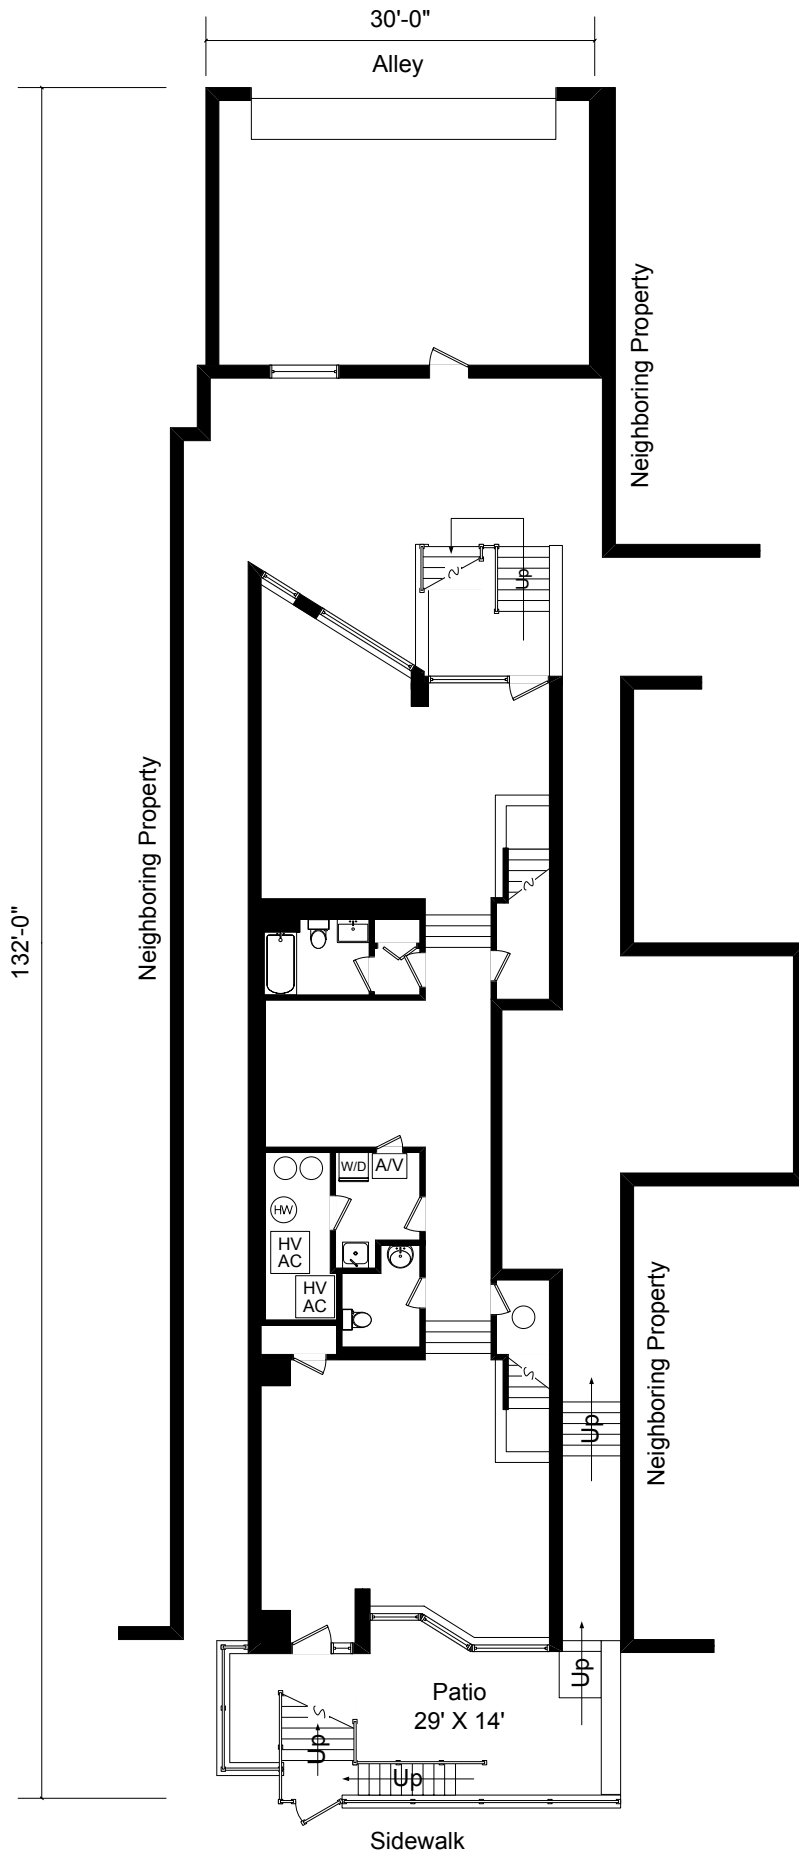 30'-0"
Alley
Neighboring Property
Up
Neighboring Property
132'-0"
W/D
A/V
HW
HV
AC
HV
AC
Neighboring Property
Up
Up
Patio
29' X 14'
Up
Up
Sidewalk